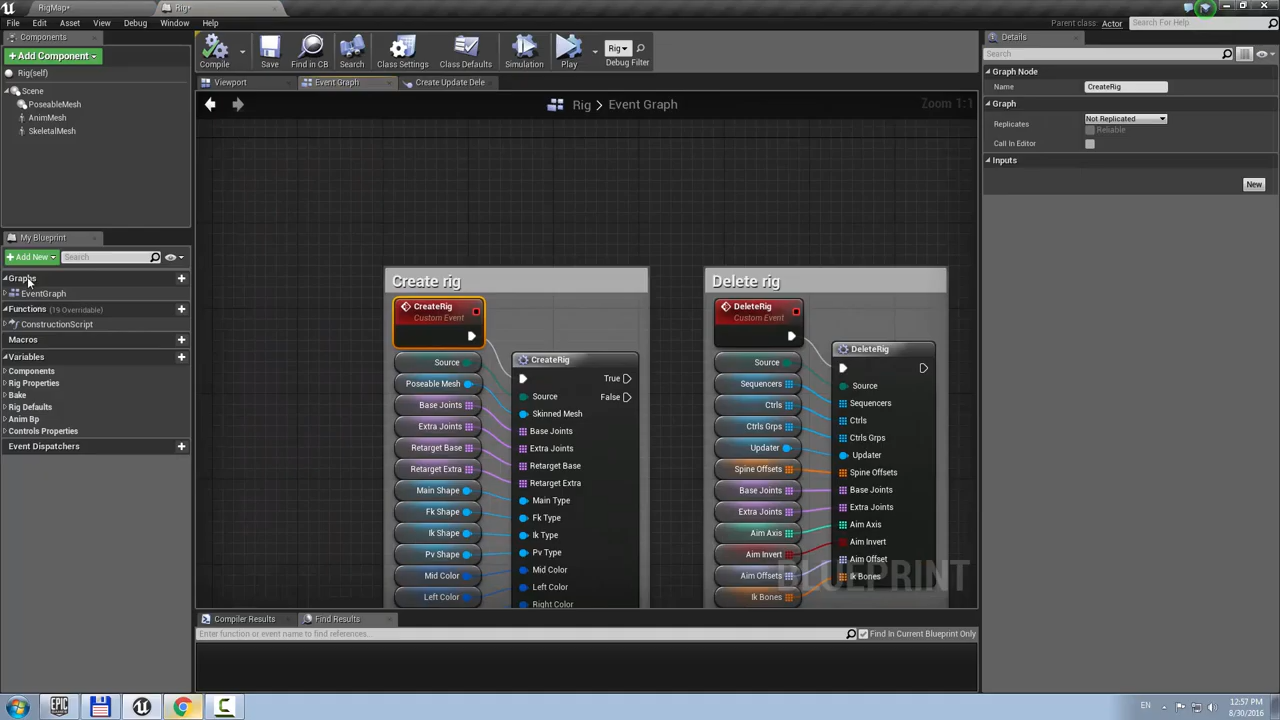 RigMap*
Rig*
File Edit Asset View Debug Window Help
Parent class: Actor
Search For Help
Components
+Add Component
Rig(self)
Scene
PoseableMesh
AnimMesh
SkeletalMesh
My Blueprint
+Add New
Search
Graphs
EventGraph
Functions (19 Overridable)
ConstructionScript
Macros
Variables
Components
Rig Properties
Bake
Rig Defaults
Anim Bp
Controls Properties
Event Dispatchers
Compile
Save
Find in CB
Search
Class Settings
Class Defaults
Simulation
Play
Rig
Debug Filter
Viewport
Event Graph
Create Update Dele
Rig > Event Graph
Zoom 1:1
Create rig
CreateRig
Custom Event
Source
Poseable Mesh
Base Joints
Extra Joints
Retarget Base
Retarget Extra
Main Shape
Fk Shape
Ik Shape
Pv Shape
Mid Color
Left Color
CreateRig
True
Source
False
Skinned Mesh
Base Joints
Extra Joints
Retarget Base
Retarget Extra
Main Type
Fk Type
Ik Type
Pv Type
Mid Color
Left Color
Right Color
Delete rig
DeleteRig
Custom Event
Source
Sequencers
Ctrls
Ctrls Grps
Updater
Spine Offsets
Base Joints
Extra Joints
Aim Axis
Aim Invert
Aim Offsets
Ik Bones
DeleteRig
Source
Sequencers
Ctrls
Ctrls Grps
Updater
Spine Offsets
Base Joints
Extra Joints
Aim Axis
Aim Invert
Aim Offset
Ik Bones
BLUEPRINT
Compiler Results
Find Results
Enter function or event name to find references.
Find In Current Blueprint Only
Details
Search
Graph Node
Name
CreateRig
Graph
Replicates
Not Replicated
Reliable
Call In Editor
Inputs
New
EPIC
EN
12:57 PM
8/30/2016